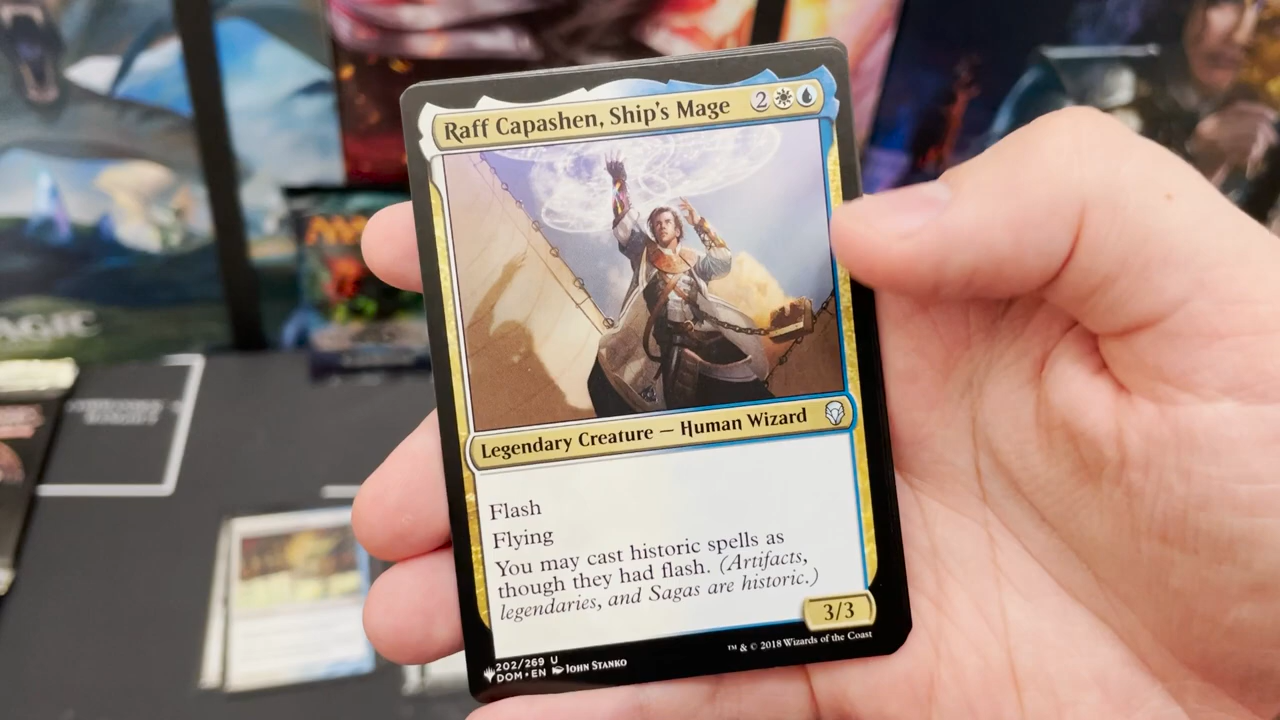 Raff Capashen, Ship's Mage 2
Legendary Creature — Human Wizard
Flash
Flying
You may cast historic spells as
though they had flash. (Artifacts,
legendaries, and Sagas are historic.)
3/3
202/269 U
DOM • EN JOHN STANKO
™ & © 2018 Wizards of the Coast
AGIC